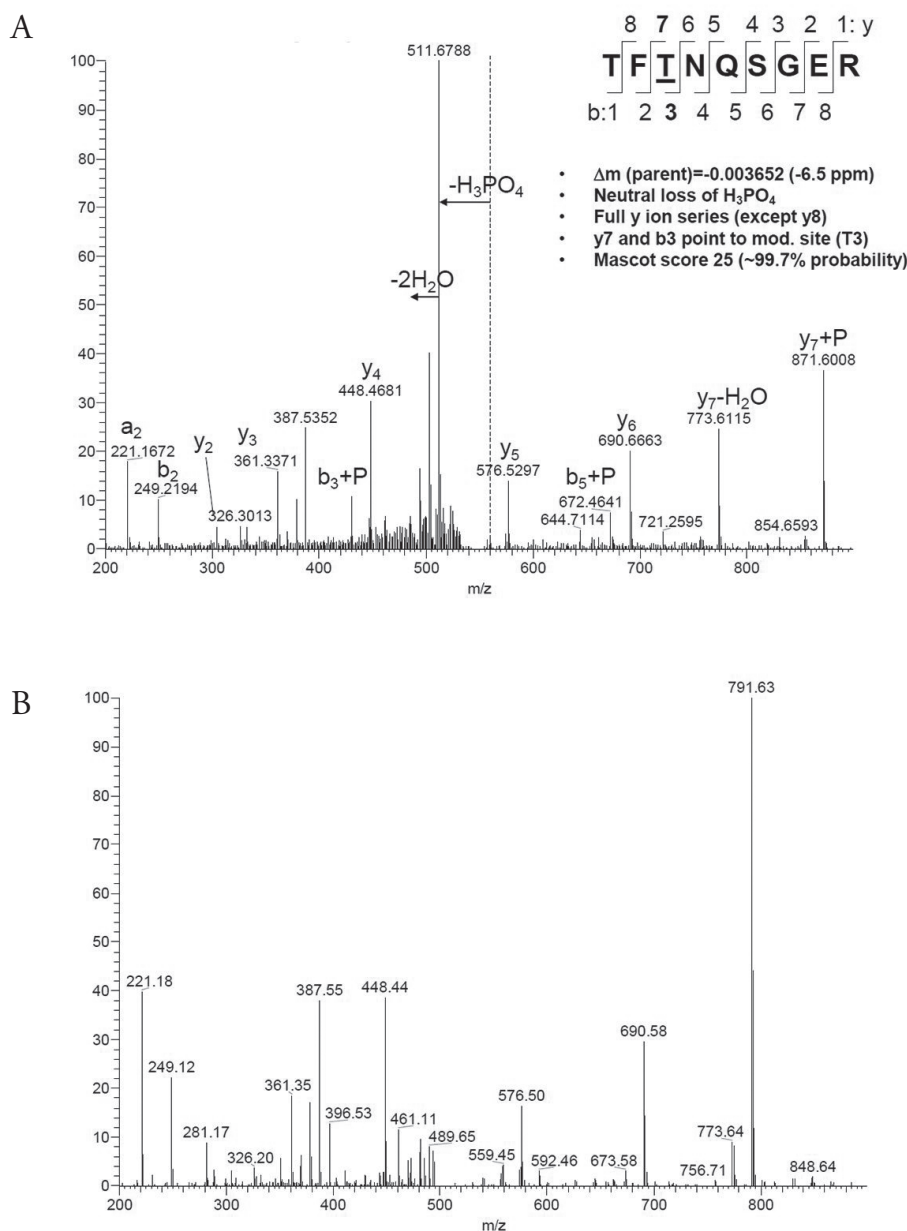 A
8 7 6 5 4 3 2 1: y
TFTNQSGER
b:1 2 3 4 5 6 7 8
• Δm (parent)=-0.003652 (-6.5 ppm)
• Neutral loss of H₃PO₄
• Full y ion series (except y8)
• y7 and b3 point to mod. site (T3)
• Mascot score 25 (~99.7% probability)
511.6788
-H₃PO₄
-2H₂O
y₇+P
871.6008
y₄
448.4681
y₇-H₂O
773.6115
387.5352
y₆
690.6663
a₂
221.1672
y₂
y₃
361.3371
b₂
249.2194
b₃+P
y₅
576.5297
b₅+P
672.4641
326.3013
644.7114
721.2595
854.6593
100
90
80
70
60
50
40
30
20
10
0
200 300 400 500 600 700 800
m/z
B
791.63
221.18
387.55
448.44
690.58
249.12
361.35
576.50
396.53
461.11
281.17
489.65
773.64
326.20
559.45
592.46
673.58
756.71
848.64
100
90
80
70
60
50
40
30
20
10
0
200 300 400 500 600 700 800
m/z